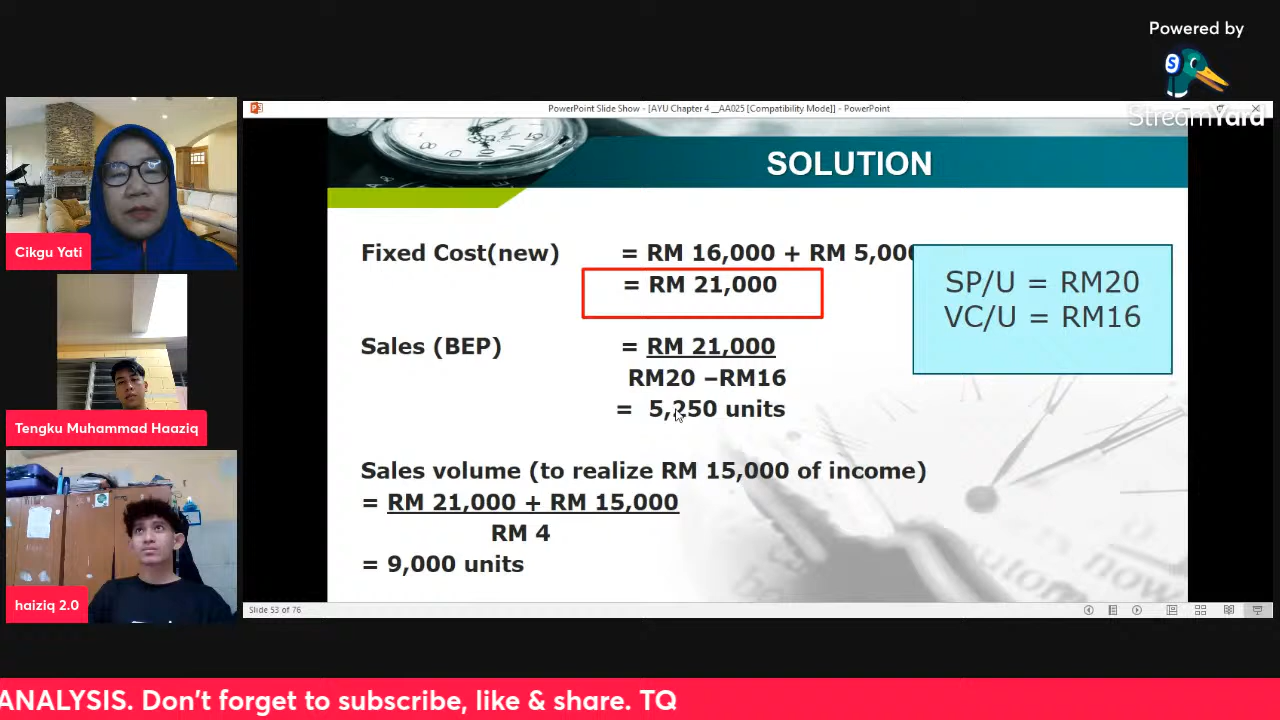 Powered by
StreamYard
PowerPoint Slide Show - [AYU Chapter 4 _AA025 [Compatibility Mode]] - PowerPoint
SOLUTION
Fixed Cost(new) = RM 16,000 + RM 5,000
= RM 21,000
SP/U = RM20
VC/U = RM16
Sales (BEP) = RM 21,000
RM20 –RM16
= 5,250 units
Sales volume (to realize RM 15,000 of income)
= RM 21,000 + RM 15,000
RM 4
= 9,000 units
Slide 53 of 76
Cikgu Yati
Tengku Muhammad Haaziq
haiziq 2.0
ANALYSIS. Don't forget to subscribe, like & share. TQ